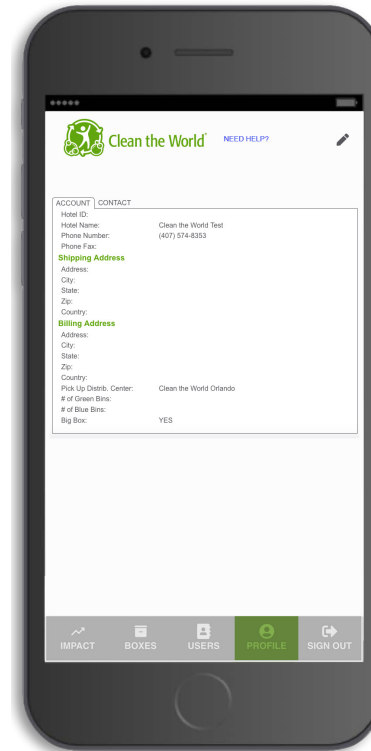 Clean the World
NEED HELP?
ACCOUNT CONTACT
Hotel ID:
Hotel Name: Clean the World Test
Phone Number: (407) 574-8353
Phone Fax:
Shipping Address
Address:
City:
State:
Zip:
Country:
Billing Address
Address:
City:
State:
Zip:
Country:
Pick Up Distrib. Center: Clean the World Orlando
# of Green Bins:
# of Blue Bins:
Big Box: YES
IMPACT BOXES USERS PROFILE SIGN OUT